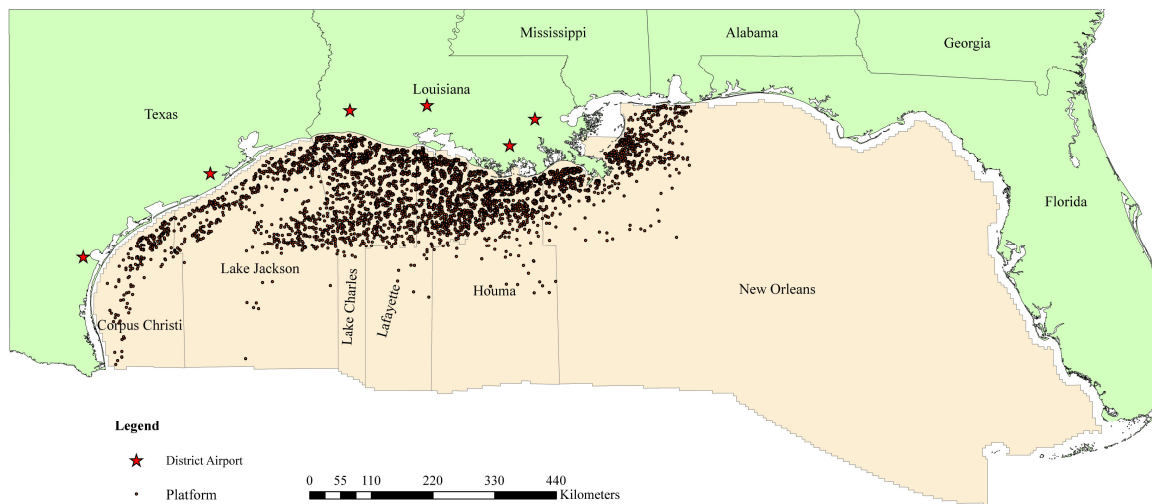 Mississippi
Alabama
Georgia
Louisiana
Texas
Florida
Lake Jackson
Lake Charles
Lafayette
Houma
New Orleans
Corpus Christi
Legend
District Airport
Platform
0 55 110 220 330 440
Kilometers